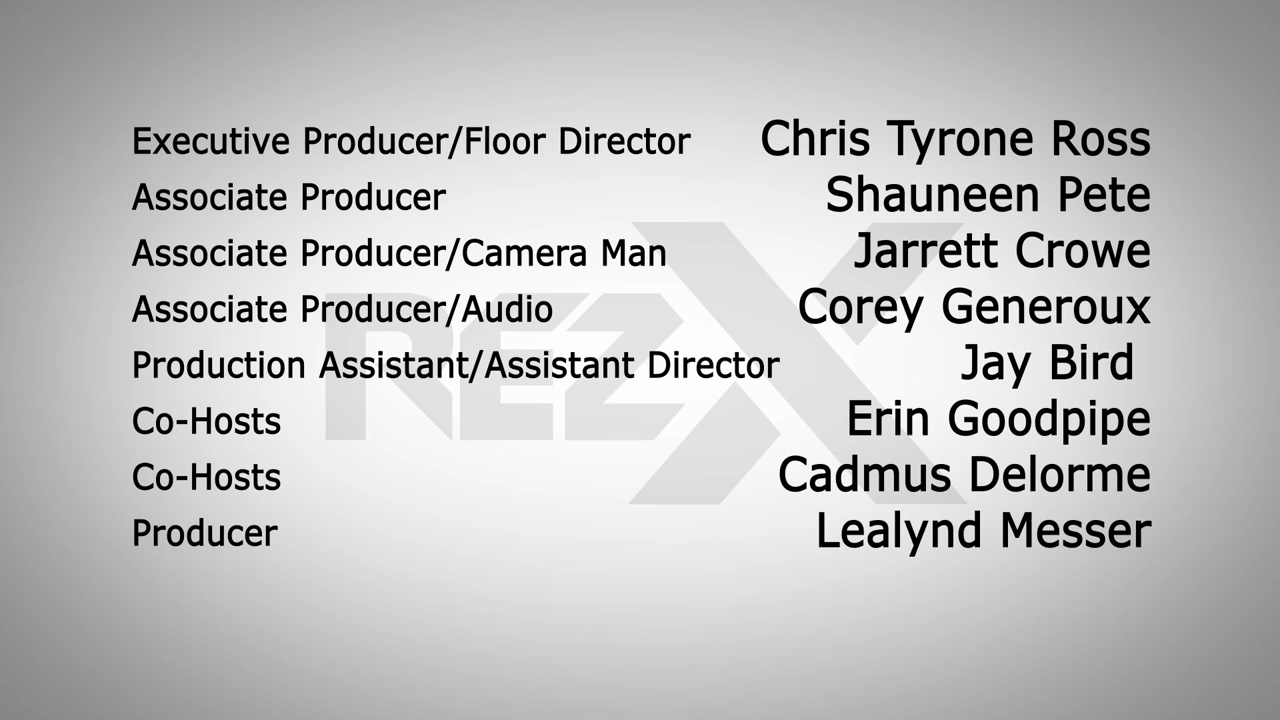 Executive Producer/Floor Director Chris Tyrone Ross
Associate Producer Shauneen Pete
Associate Producer/Camera Man Jarrett Crowe
Associate Producer/Audio Corey Generoux
Production Assistant/Assistant Director Jay Bird
Co-Hosts Erin Goodpipe
Co-Hosts Cadmus Delorme
Producer Lealynd Messer
REZX